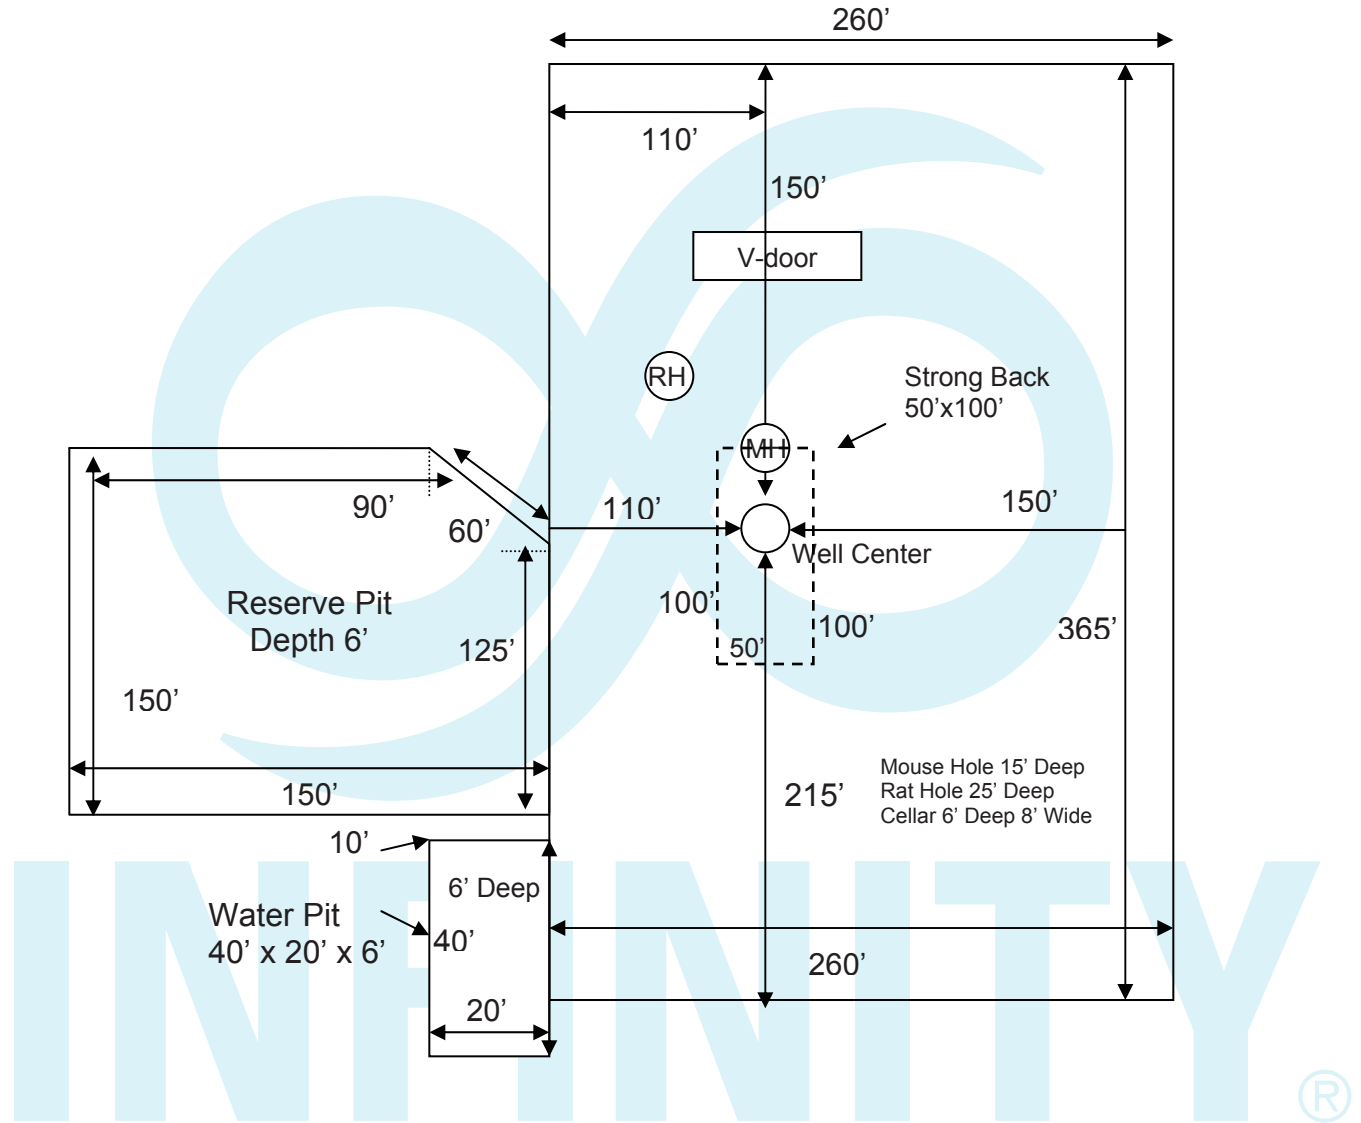 260’
110’
150’
V-door
RH
Strong Back
50’x100’
MH
90’
60’
110’
150’
Well Center
Reserve Pit
Depth 6’
125’
100’
100’
50’
365’
150’
150’
215’
Mouse Hole 15’ Deep
Rat Hole 25’ Deep
Cellar 6’ Deep 8’ Wide
10’
6’ Deep
Water Pit
40’ x 20’ x 6’
40’
260’
20’
INFINITY®